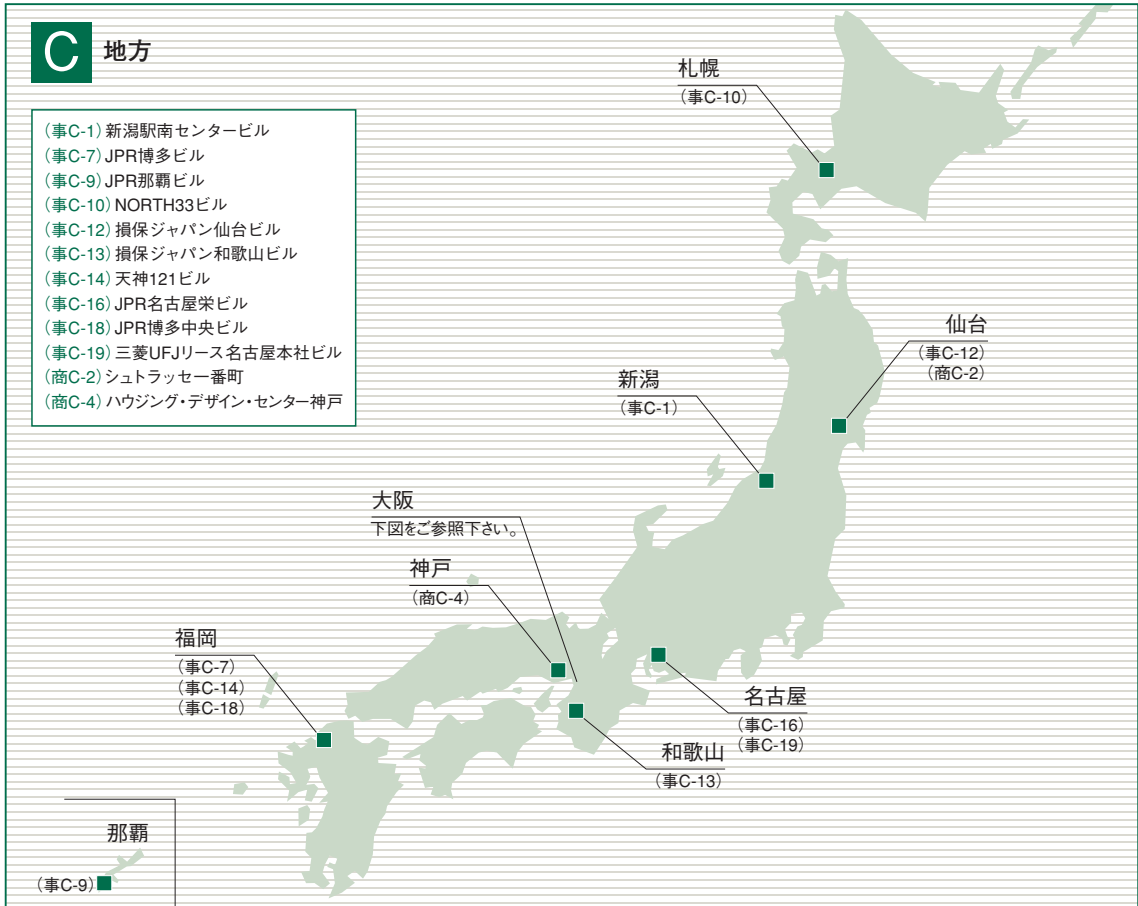 C 地方
(事C-1) 新潟駅南センタービル
(事C-7) JPR博多ビル
(事C-9) JPR那覇ビル
(事C-10) NORTH33ビル
(事C-12) 損保ジャパン仙台ビル
(事C-13) 損保ジャパン和歌山ビル
(事C-14) 天神121ビル
(事C-16) JPR名古屋栄ビル
(事C-18) JPR博多中央ビル
(事C-19) 三菱UFJリース名古屋本社ビル
(商C-2) シュトラッセ一番町
(商C-4) ハウジング・デザイン・センター神戸
札幌
(事C-10)
仙台
(事C-12)
(商C-2)
新潟
(事C-1)
大阪
下図をご参照下さい。
神戸
(商C-4)
福岡
(事C-7)
(事C-14)
(事C-18)
名古屋
(事C-16)
(事C-19)
和歌山
(事C-13)
那覇
(事C-9)